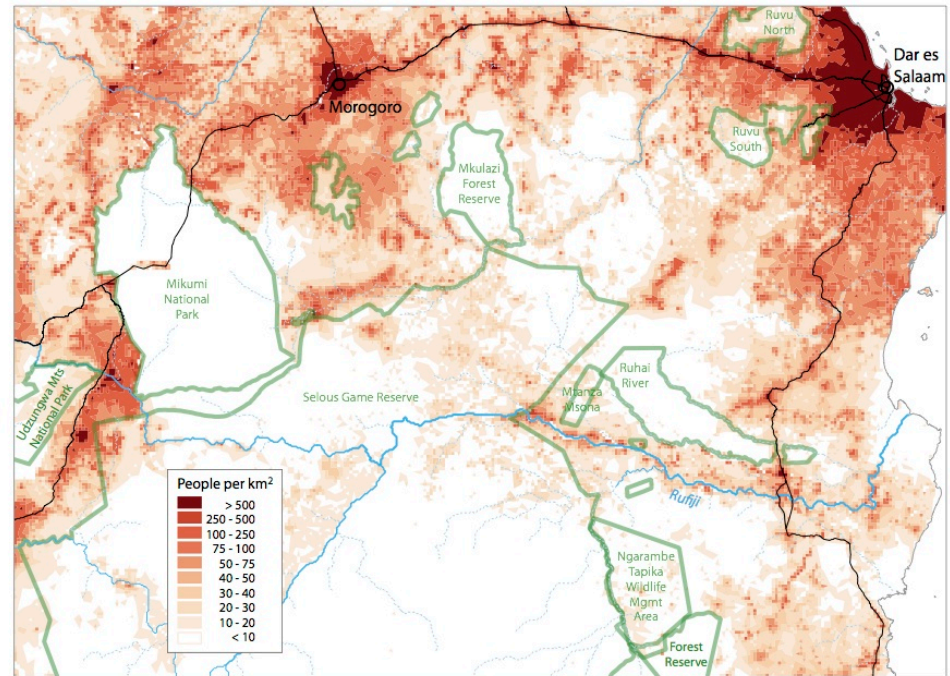 Ruvu
North
Dar es
Salaam
Morogoro
Ruvu
South
Mkulazi
Forest
Reserve
Mikumi
National
Park
Ruhai
River
Mtanza
Msona
Selous Game Reserve
Udzungwa Mts
National Park
Rufiji
People per km2
> 500
250 - 500
100 - 250
75 - 100
50 - 75
40 - 50
30 - 40
20 - 30
10 - 20
< 10
Ngarambe
Tapika
Wildlife
Mgmt
Area
Forest
Reserve